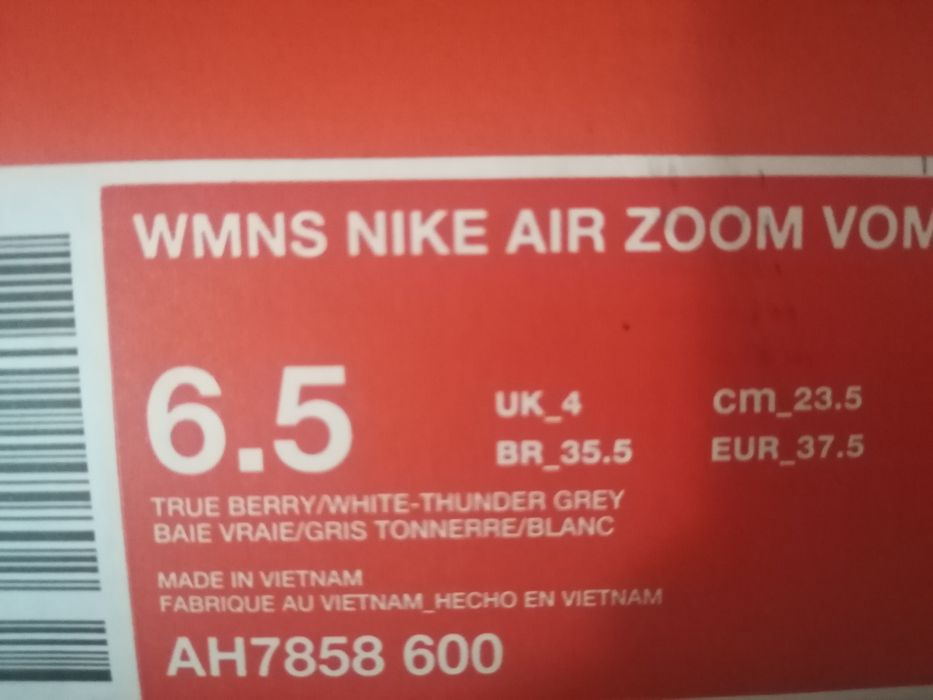 WMNS NIKE AIR ZOOM VOM
6.5
UK_4
cm_23.5
BR_35.5
EUR_37.5
TRUE BERRY/WHITE-THUNDER GREY
BAIE VRAIE/GRIS TONNERRE/BLANC
MADE IN VIETNAM
FABRIQUE AU VIETNAM_HECHO EN VIETNAM
AH7858 600